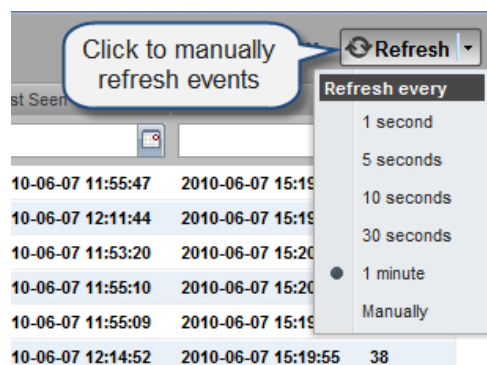 Click to manually
refresh events
Refresh
Refresh every
1 second
5 seconds
10 seconds
30 seconds
1 minute
Manually
st Seen
10-06-07 11:55:47 2010-06-07 15:19
10-06-07 12:11:44 2010-06-07 15:19
10-06-07 11:53:20 2010-06-07 15:20
10-06-07 11:55:10 2010-06-07 15:20
10-06-07 11:55:09 2010-06-07 15:19
10-06-07 12:14:52 2010-06-07 15:19:55 38